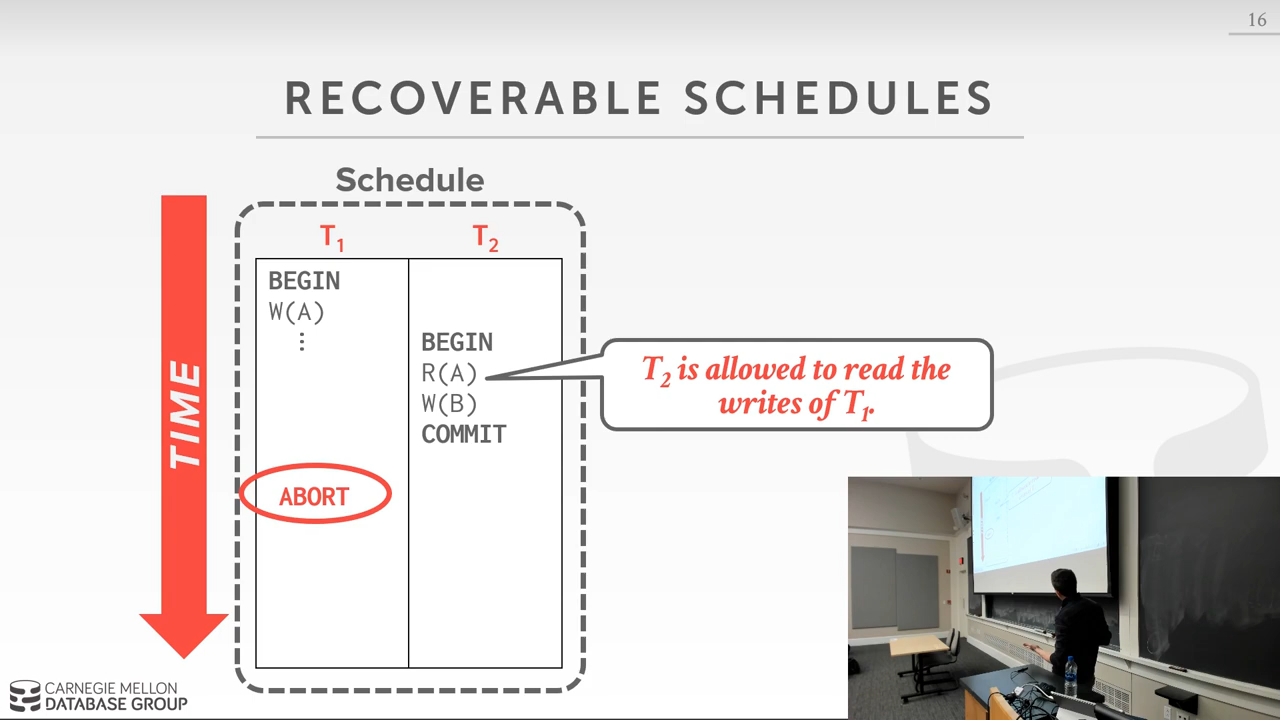 16
RECOVERABLE SCHEDULES
Schedule
TIME
T1 T2
BEGIN
W(A)
⋮ BEGIN
R(A)
W(B)
COMMIT
ABORT
T2 is allowed to read the
writes of T1.
CARNEGIE MELLON
DATABASE GROUP